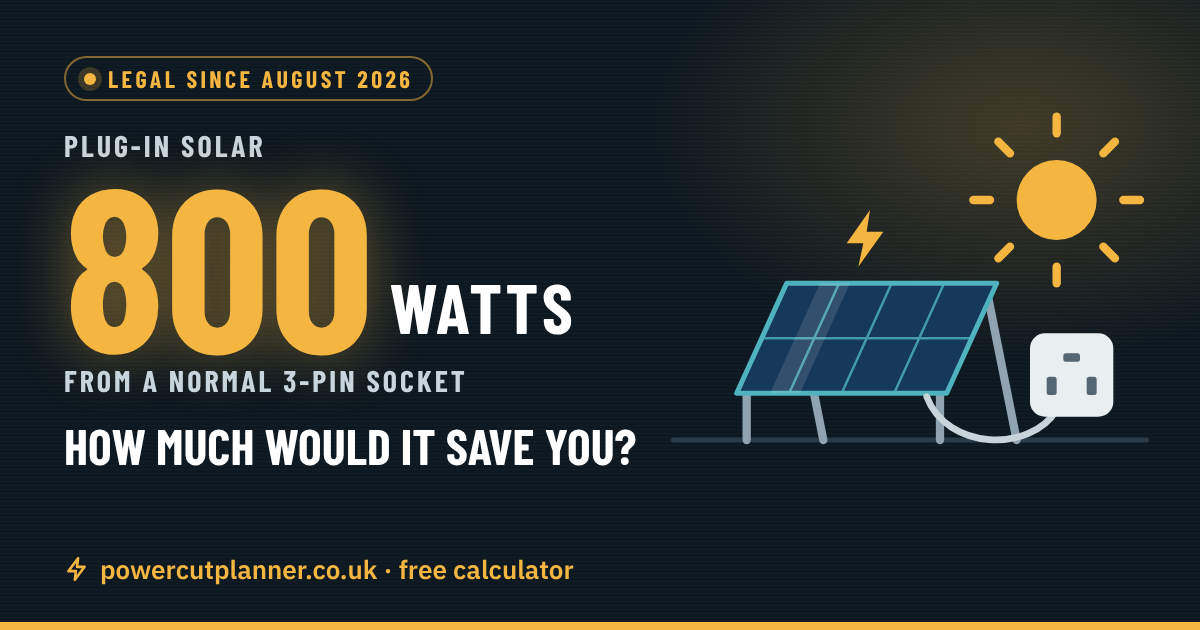 LEGAL SINCE AUGUST 2026
PLUG-IN SOLAR
800 WATTS
FROM A NORMAL 3-PIN SOCKET
HOW MUCH WOULD IT SAVE YOU?
powercutplanner.co.uk · free calculator